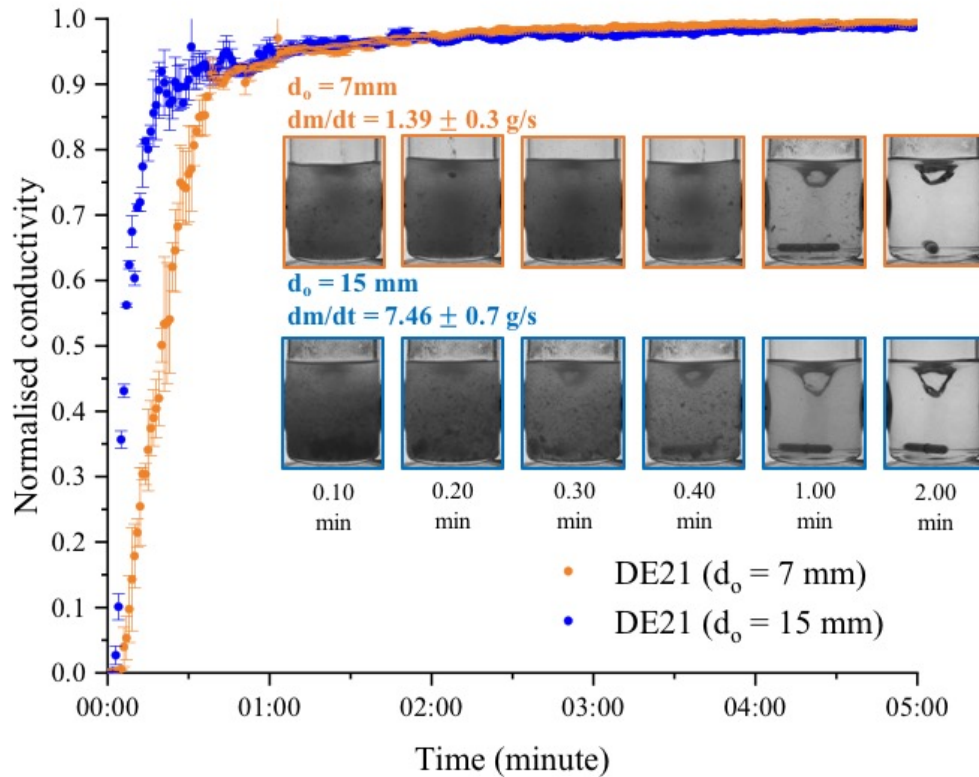 1.0
0.9
0.8
0.7
0.6
0.5
0.4
0.3
0.2
0.1
0.0
Normalised conductivity
d₀ = 7mm
dm/dt = 1.39 ± 0.3 g/s
d₀ = 15 mm
dm/dt = 7.46 ± 0.7 g/s
0.10 min
0.20 min
0.30 min
0.40 min
1.00 min
2.00 min
DE21 (d₀ = 7 mm)
DE21 (d₀ = 15 mm)
00:00 01:00 02:00 03:00 04:00 05:00
Time (minute)